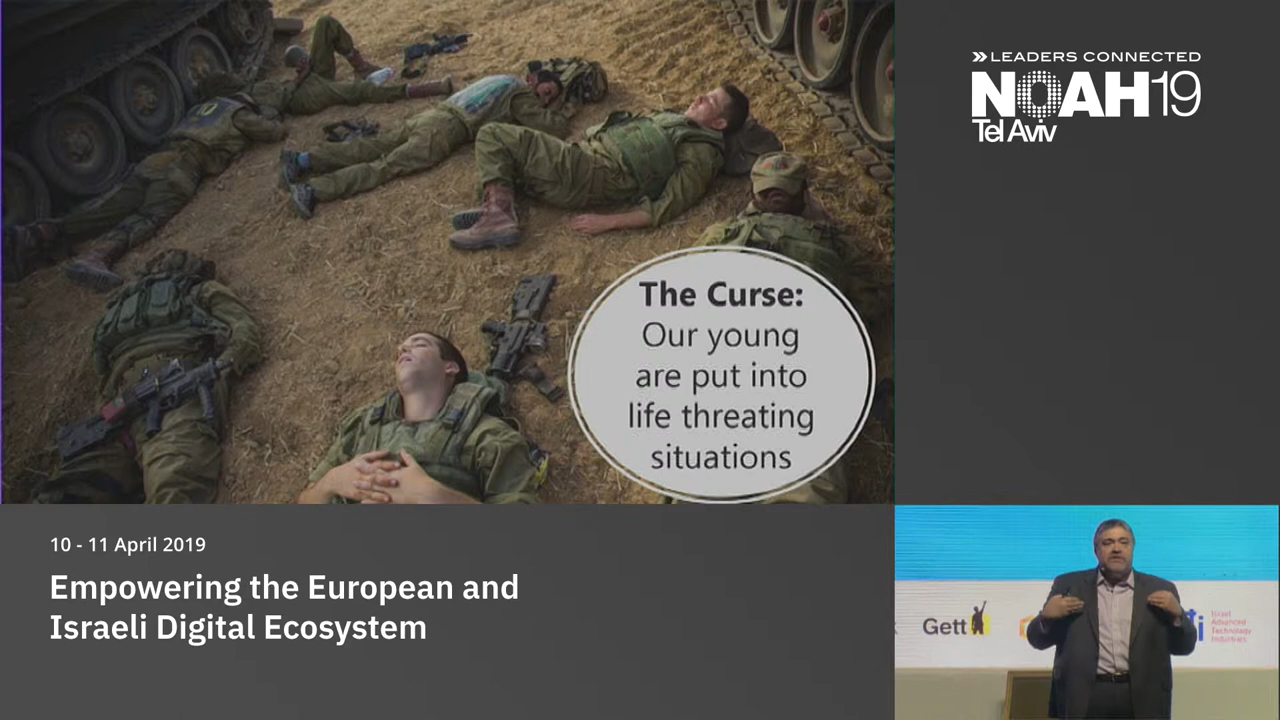 LEADERS CONNECTED
NOAH19
Tel Aviv
The Curse:
Our young
are put into
life threating
situations
10 - 11 April 2019
Empowering the European and
Israeli Digital Ecosystem
Gett
Israel
Advanced
Technology
Industries